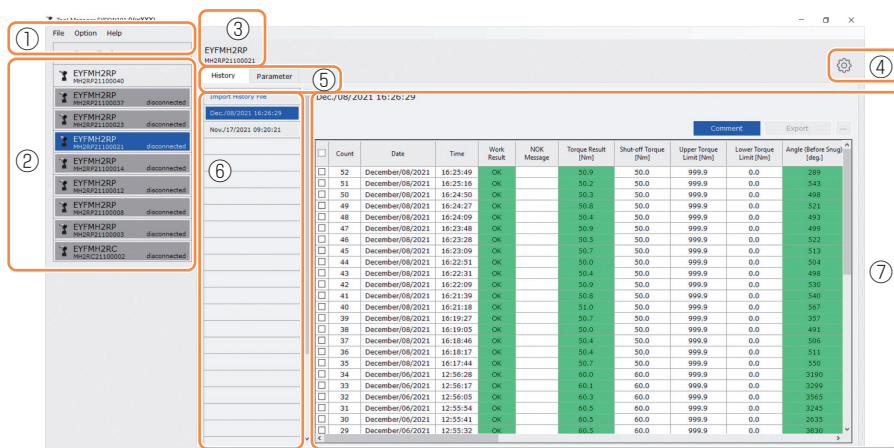 Tool Manager EYFW101 (VerXXX)
①
File Option Help
③
EYFMH2RP
MH2RP21100021
④
②
EYFMH2RP
MH2RP21100040
EYFMH2RP
MH2RP21100037 disconnected
EYFMH2RP
MH2RP21100023 disconnected
EYFMH2RP
MH2RP21100021 disconnected
EYFMH2RP
MH2RP21100014 disconnected
EYFMH2RP
MH2RP21100012 disconnected
EYFMH2RP
MH2RP21100008 disconnected
EYFMH2RP
MH2RP21100003 disconnected
EYFMH2RC
MH2RC21100002 disconnected
History Parameter
⑤
Import History File
Dec./08/2021 16:26:29
Nov./17/2021 09:20:21
⑥
Dec./08/2021 16:26:29
Comment Export ...
⑦
Count Date Time Work Result NOK Message Torque Result [Nm] Shut-off Torque [Nm] Upper Torque Limit [Nm] Lower Torque Limit [Nm] Angle (Before Snug) [deg.]
52 December/08/2021 16:25:49 OK 50.9 50.0 999.9 0.0 289
51 December/08/2021 16:25:16 OK 50.2 50.0 999.9 0.0 543
50 December/08/2021 16:24:50 OK 50.3 50.0 999.9 0.0 498
49 December/08/2021 16:24:27 OK 50.8 50.0 999.9 0.0 521
48 December/08/2021 16:24:09 OK 50.4 50.0 999.9 0.0 493
47 December/08/2021 16:23:48 OK 50.9 50.0 999.9 0.0 499
46 December/08/2021 16:23:28 OK 50.5 50.0 999.9 0.0 522
45 December/08/2021 16:23:09 OK 50.7 50.0 999.9 0.0 513
44 December/08/2021 16:22:51 OK 50.0 50.0 999.9 0.0 504
43 December/08/2021 16:22:31 OK 50.4 50.0 999.9 0.0 498
42 December/08/2021 16:22:09 OK 50.9 50.0 999.9 0.0 530
41 December/08/2021 16:21:39 OK 50.8 50.0 999.9 0.0 540
40 December/08/2021 16:21:18 OK 51.0 50.0 999.9 0.0 567
39 December/08/2021 16:19:27 OK 50.7 50.0 999.9 0.0 357
38 December/08/2021 16:19:05 OK 50.0 50.0 999.9 0.0 491
37 December/08/2021 16:18:46 OK 50.4 50.0 999.9 0.0 506
36 December/08/2021 16:18:17 OK 50.4 50.0 999.9 0.0 511
35 December/08/2021 16:17:44 OK 50.7 50.0 999.9 0.0 550
34 December/06/2021 12:56:28 OK 60.0 60.0 999.9 0.0 3190
33 December/06/2021 12:56:17 OK 60.1 60.0 999.9 0.0 3299
32 December/06/2021 12:56:05 OK 60.3 60.0 999.9 0.0 3565
31 December/06/2021 12:55:54 OK 60.5 60.0 999.9 0.0 3245
30 December/06/2021 12:55:41 OK 60.5 60.0 999.9 0.0 2635
29 December/06/2021 12:55:32 OK 60.5 60.0 999.9 0.0 3830